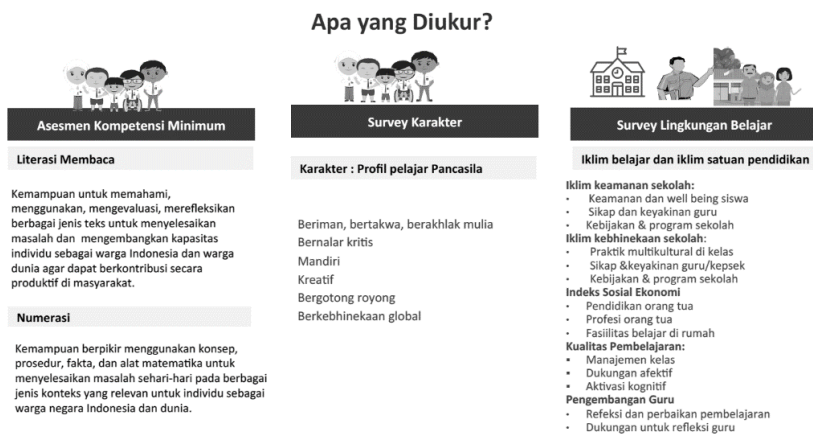 Apa yang Diukur?
Asesmen Kompetensi Minimum
Literasi Membaca
Kemampuan untuk memahami,
menggunakan, mengevaluasi, merefleksikan
berbagai jenis teks untuk menyelesaikan
masalah dan mengembangkan kapasitas
individu sebagai warga Indonesia dan warga
dunia agar dapat berkontribusi secara
produktif di masyarakat.
Numerasi
Kemampuan berpikir menggunakan konsep,
prosedur, fakta, dan alat matematika untuk
menyelesaikan masalah sehari-hari pada berbagai
jenis konteks yang relevan untuk individu sebagai
warga negara Indonesia dan dunia.
Survey Karakter
Karakter : Profil pelajar Pancasila
Beriman, bertakwa, berakhlak mulia
Bernalar kritis
Mandiri
Kreatif
Bergotong royong
Berkebhinekaan global
Survey Lingkungan Belajar
Iklim belajar dan iklim satuan pendidikan
Iklim keamanan sekolah:
• Keamanan dan well being siswa
• Sikap dan keyakinan guru
• Kebijakan & program sekolah
Iklim kebhinekaan sekolah:
• Praktik multikultural di kelas
• Sikap &keyakinan guru/kepsek
• Kebijakan & program sekolah
Indeks Sosial Ekonomi
• Pendidikan orang tua
• Profesi orang tua
• Fasiilitas belajar di rumah
Kualitas Pembelajaran:
▪ Manajemen kelas
▪ Dukungan afektif
▪ Aktivasi kognitif
Pengembangan Guru
• Refeksi dan perbaikan pembelajaran
• Dukungan untuk refleksi guru